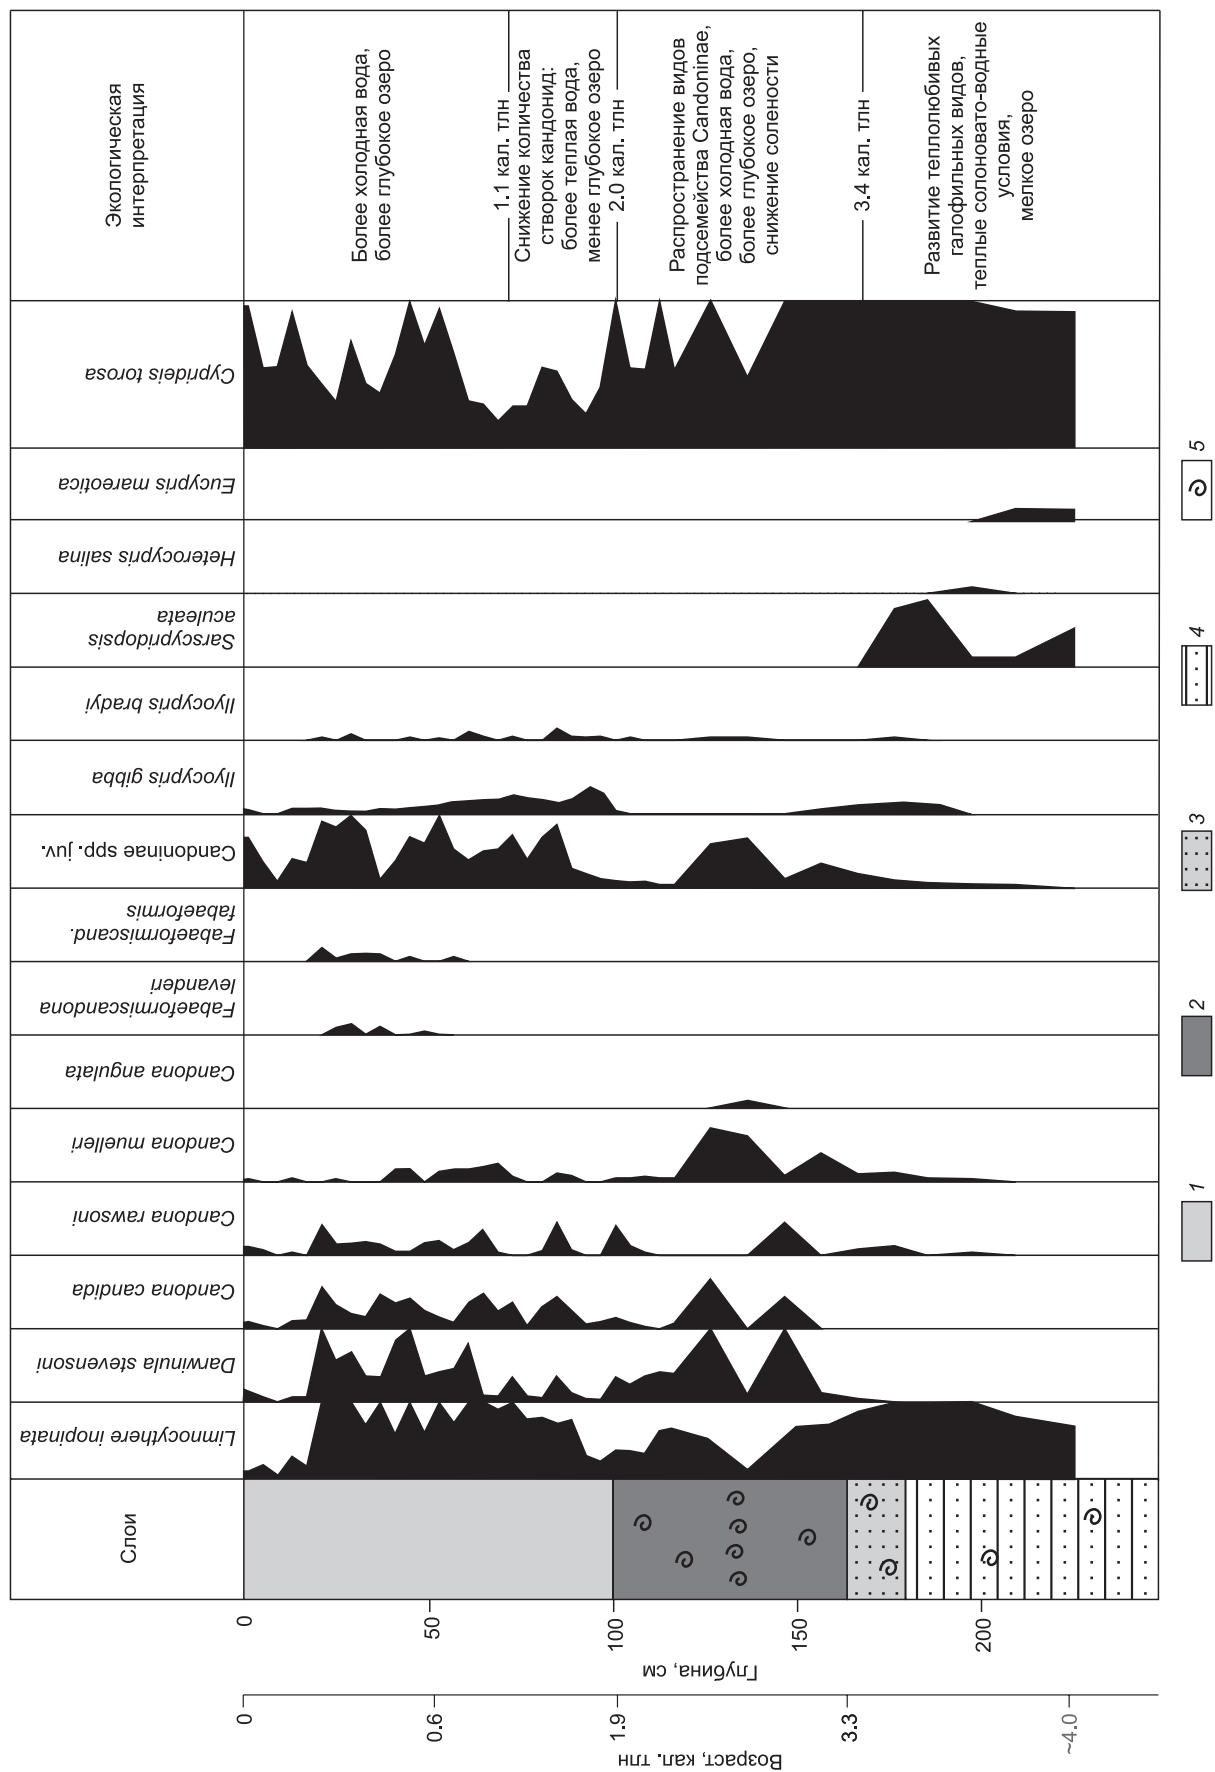 Экологическая
интерпретация
Более холодная вода,
более глубокое озеро
1.1 кал. тлн
Снижение количества
створок кандонид:
более теплая вода,
менее глубокое озеро
2.0 кал. тлн
Распространение видов
подсемейства Candoninae,
более холодная вода,
более глубокое озеро,
снижение солености
3.4 кал. тлн
Развитие теплолюбивых
галофильных видов,
теплые солоновато-водные
условия,
мелкое озеро
Cyprideis torosa
Eucypris mareotica
Heterocypris salina
Sarscypridopsis
aculeata
Ilyocypris bradyi
Ilyocypris gibba
Candoninae spp. juv.
Fabaeformiscand.
fabaeformis
Fabaeformiscandona
levanderi
Candona angulata
Candona muelleri
Candona rawsoni
Candona candida
Darwinula stevensoni
Limnocythere inopinata
Слои
0
50
100
150
200
Глубина, см
0
0.6
1.9
3.3
~4.0
Возраст, кал. тлн
1
2
3
4
5